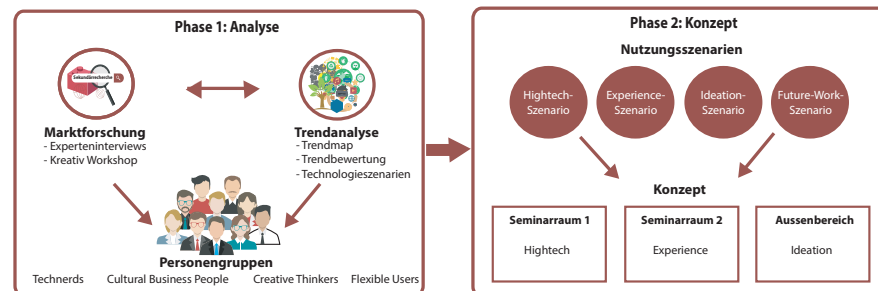 Phase 1: Analyse
Sekundärrecherche
Marktforschung
- Experteninterviews
- Kreativ Workshop
Trendanalyse
- Trendmap
- Trendbewertung
- Technologieszenarien
Personengruppen
Technerds
Cultural Business People
Creative Thinkers
Flexible Users
Phase 2: Konzept
Nutzungsszenarien
Hightech-
Szenario
Experience-
Szenario
Ideation-
Szenario
Future-Work-
Szenario
Konzept
Seminarraum 1
Hightech
Seminarraum 2
Experience
Aussenbereich
Ideation